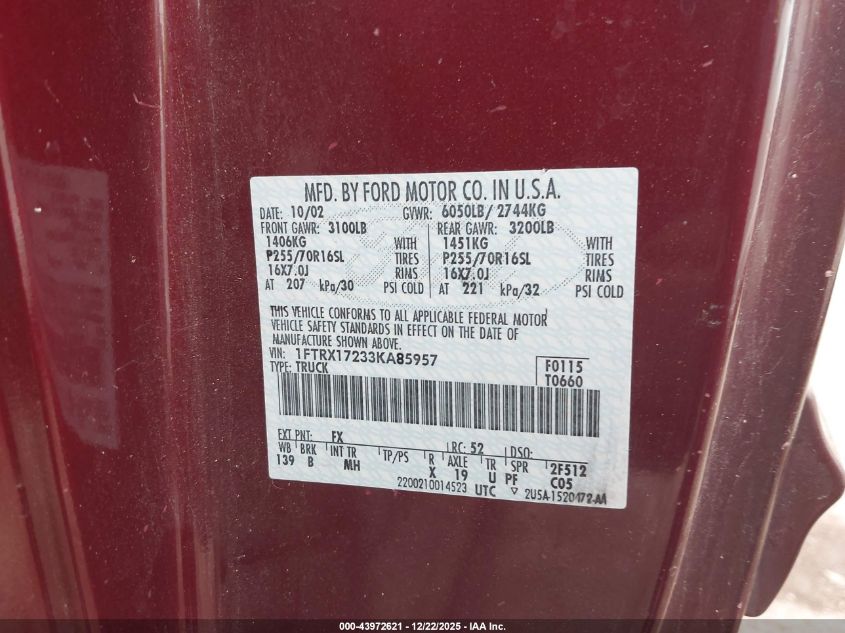 MFD. BY FORD MOTOR CO. IN U.S.A.
DATE: 10/02 GVWR: 6050LB/ 2744KG
FRONT GAWR: 3100LB REAR GAWR: 3200LB
1406KG WITH 1451KG WITH
P255/70R16SL TIRES P255/70R16SL TIRES
16X7.0J RIMS 16X7.0J RIMS
AT 207 kPa/30 PSI COLD AT 221 kPa/32 PSI COLD
THIS VEHICLE CONFORMS TO ALL APPLICABLE FEDERAL MOTOR
VEHICLE SAFETY STANDARDS IN EFFECT ON THE DATE OF
MANUFACTURE SHOWN ABOVE.
VIN: 1FTRX17233KA85957 F0115
TYPE: TRUCK T0660
EXT PNT: FX RC: 52 DSO:
WB BRK INT TR TP/PS R AXLE TR SPR 2F512
139 B MH X 19 U PF C05
2200210014523 UTC ▽ 2U5A-1520472-AA
000-43972621 - 12/22/2025 - IAA Inc.